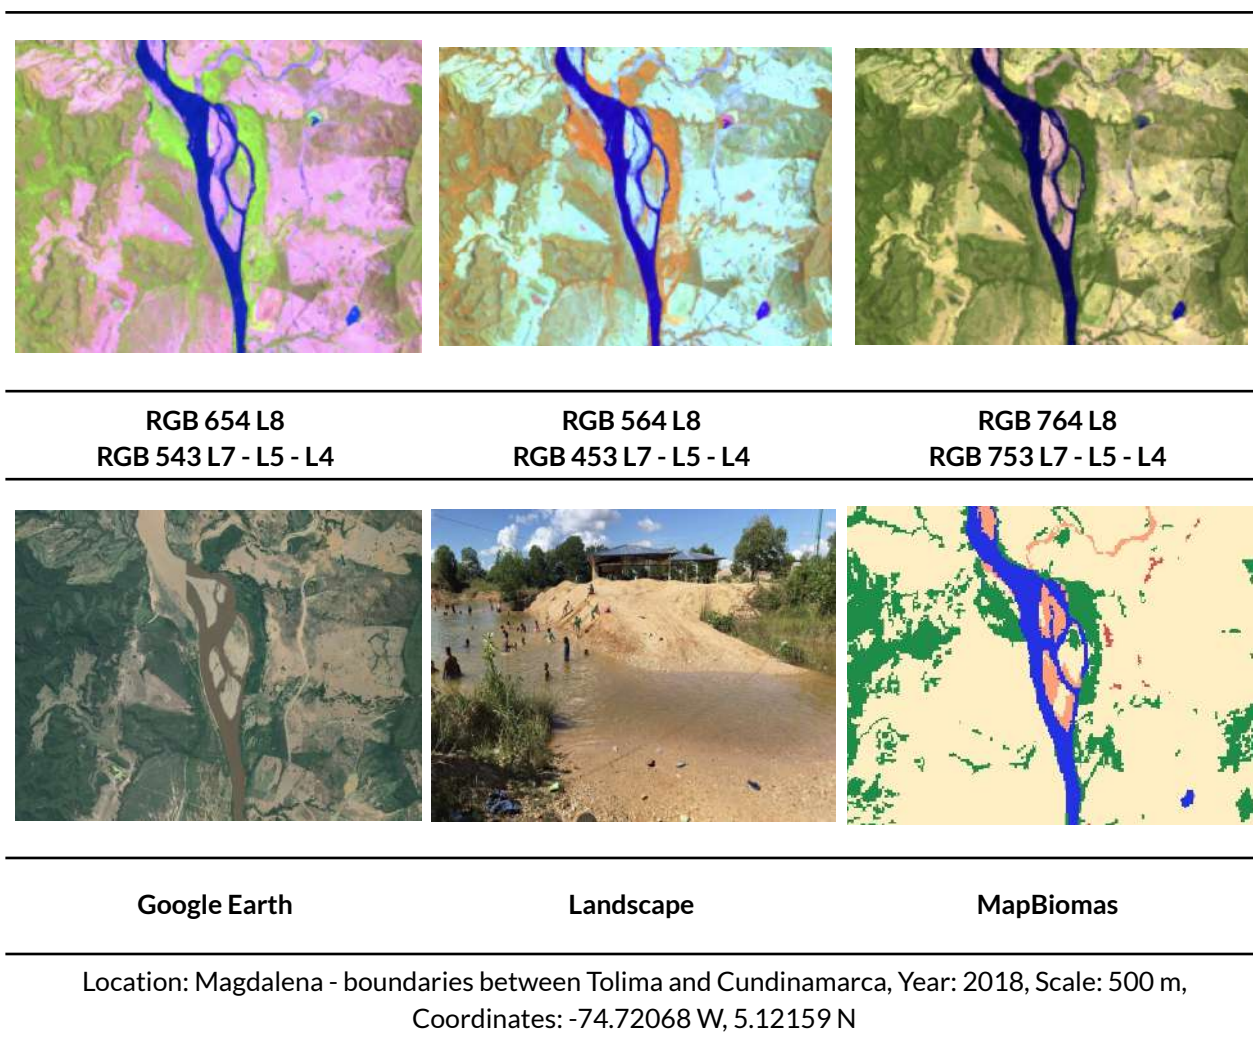 RGB 654 L8
RGB 543 L7 - L5 - L4
RGB 564 L8
RGB 453 L7 - L5 - L4
RGB 764 L8
RGB 753 L7 - L5 - L4
Google Earth
Landscape
MapBiomas
Location: Magdalena - boundaries between Tolima and Cundinamarca, Year: 2018, Scale: 500 m,
Coordinates: -74.72068 W, 5.12159 N